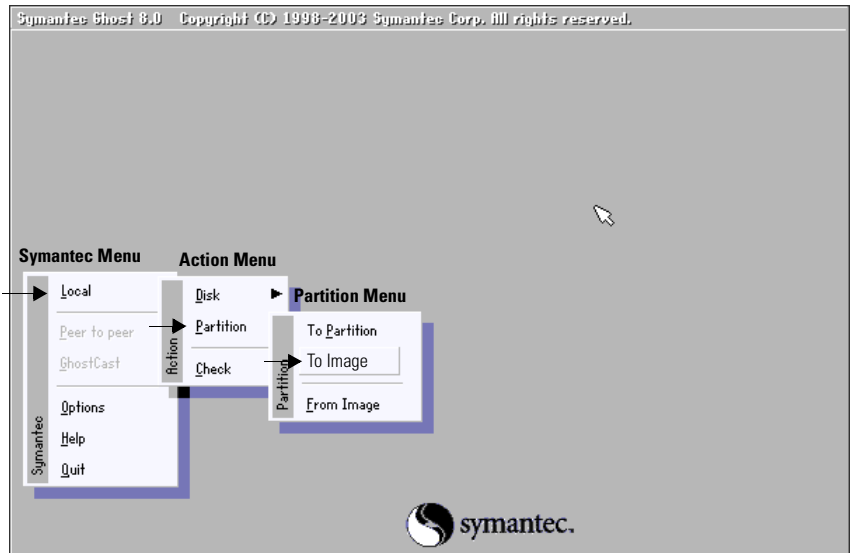 Symantec Ghost 8.0 Copyright (C) 1998-2003 Symantec Corp. All rights reserved.
Symantec Menu
Action Menu
Partition Menu
Local
Peer to peer
GhostCast
Options
Help
Quit
Symantec
Disk
Partition
Check
Action
To Partition
To Image
From Image
Partition
symantec.